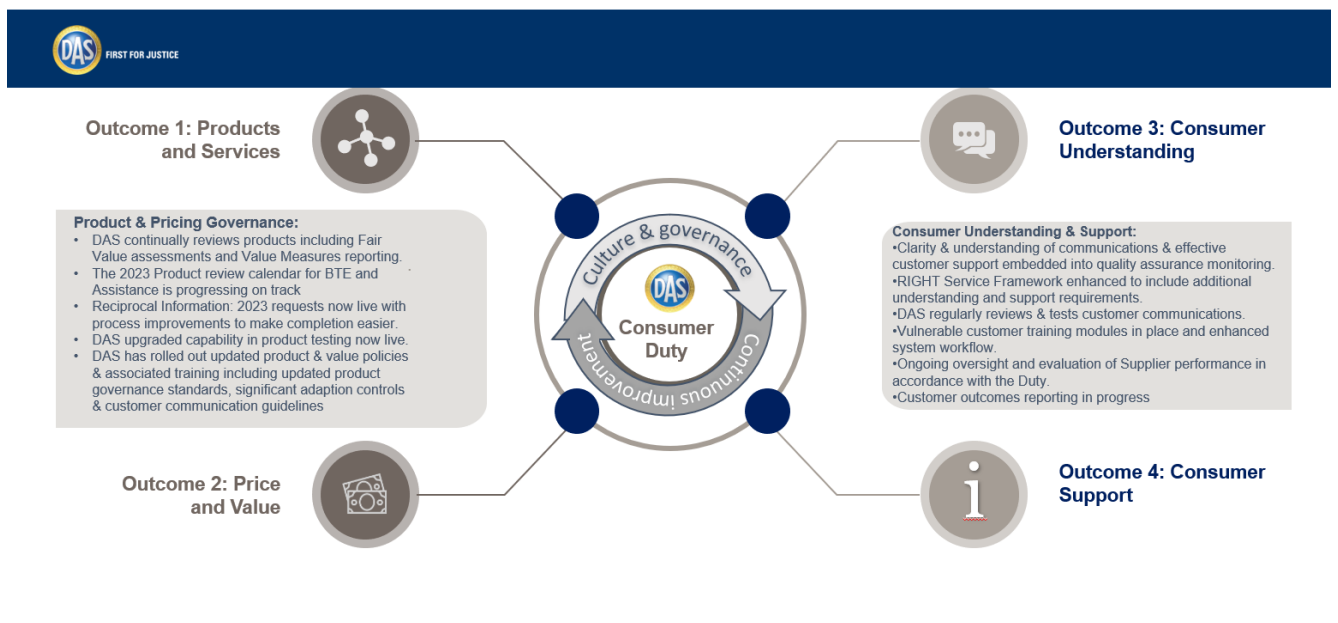 DAS
FIRST FOR JUSTICE
Outcome 1: Products
and Services
Product & Pricing Governance:
• DAS continually reviews products including Fair
Value assessments and Value Measures reporting.
• The 2023 Product review calendar for BTE and
Assistance is progressing on track
• Reciprocal Information: 2023 requests now live with
process improvements to make completion easier.
• DAS upgraded capability in product testing now live.
• DAS has rolled out updated product & value policies
& associated training including updated product
governance standards, significant adaption controls
& customer communication guidelines
Outcome 2: Price
and Value
Culture & governance
DAS
Consumer
Duty
Continuous improvement
Outcome 3: Consumer
Understanding
Consumer Understanding & Support:
•Clarity & understanding of communications & effective
customer support embedded into quality assurance monitoring.
•RIGHT Service Framework enhanced to include additional
understanding and support requirements.
•DAS regularly reviews & tests customer communications.
•Vulnerable customer training modules in place and enhanced
system workflow.
•Ongoing oversight and evaluation of Supplier performance in
accordance with the Duty.
•Customer outcomes reporting in progress
i
Outcome 4: Consumer
Support